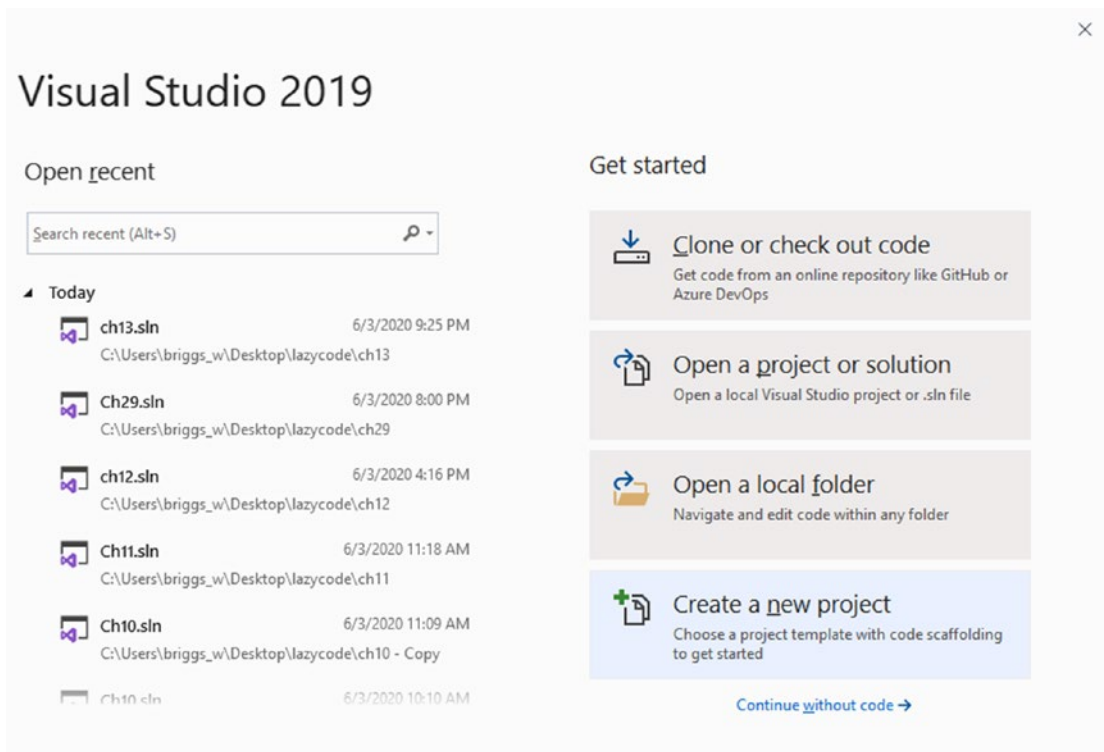 Visual Studio 2019
Open recent
Search recent (Alt+S)
Today
ch13.sln 6/3/2020 9:25 PM
C:\Users\briggs_w\Desktop\lazycode\ch13
Ch29.sln 6/3/2020 8:00 PM
C:\Users\briggs_w\Desktop\lazycode\ch29
ch12.sln 6/3/2020 4:16 PM
C:\Users\briggs_w\Desktop\lazycode\ch12
Ch11.sln 6/3/2020 11:18 AM
C:\Users\briggs_w\Desktop\lazycode\ch11
Ch10.sln 6/3/2020 11:09 AM
C:\Users\briggs_w\Desktop\lazycode\ch10 - Copy
Ch10.sln 6/3/2020 10:10 AM
Get started
Clone or check out code
Get code from an online repository like GitHub or
Azure DevOps
Open a project or solution
Open a local Visual Studio project or .sln file
Open a local folder
Navigate and edit code within any folder
Create a new project
Choose a project template with code scaffolding
to get started
Continue without code →